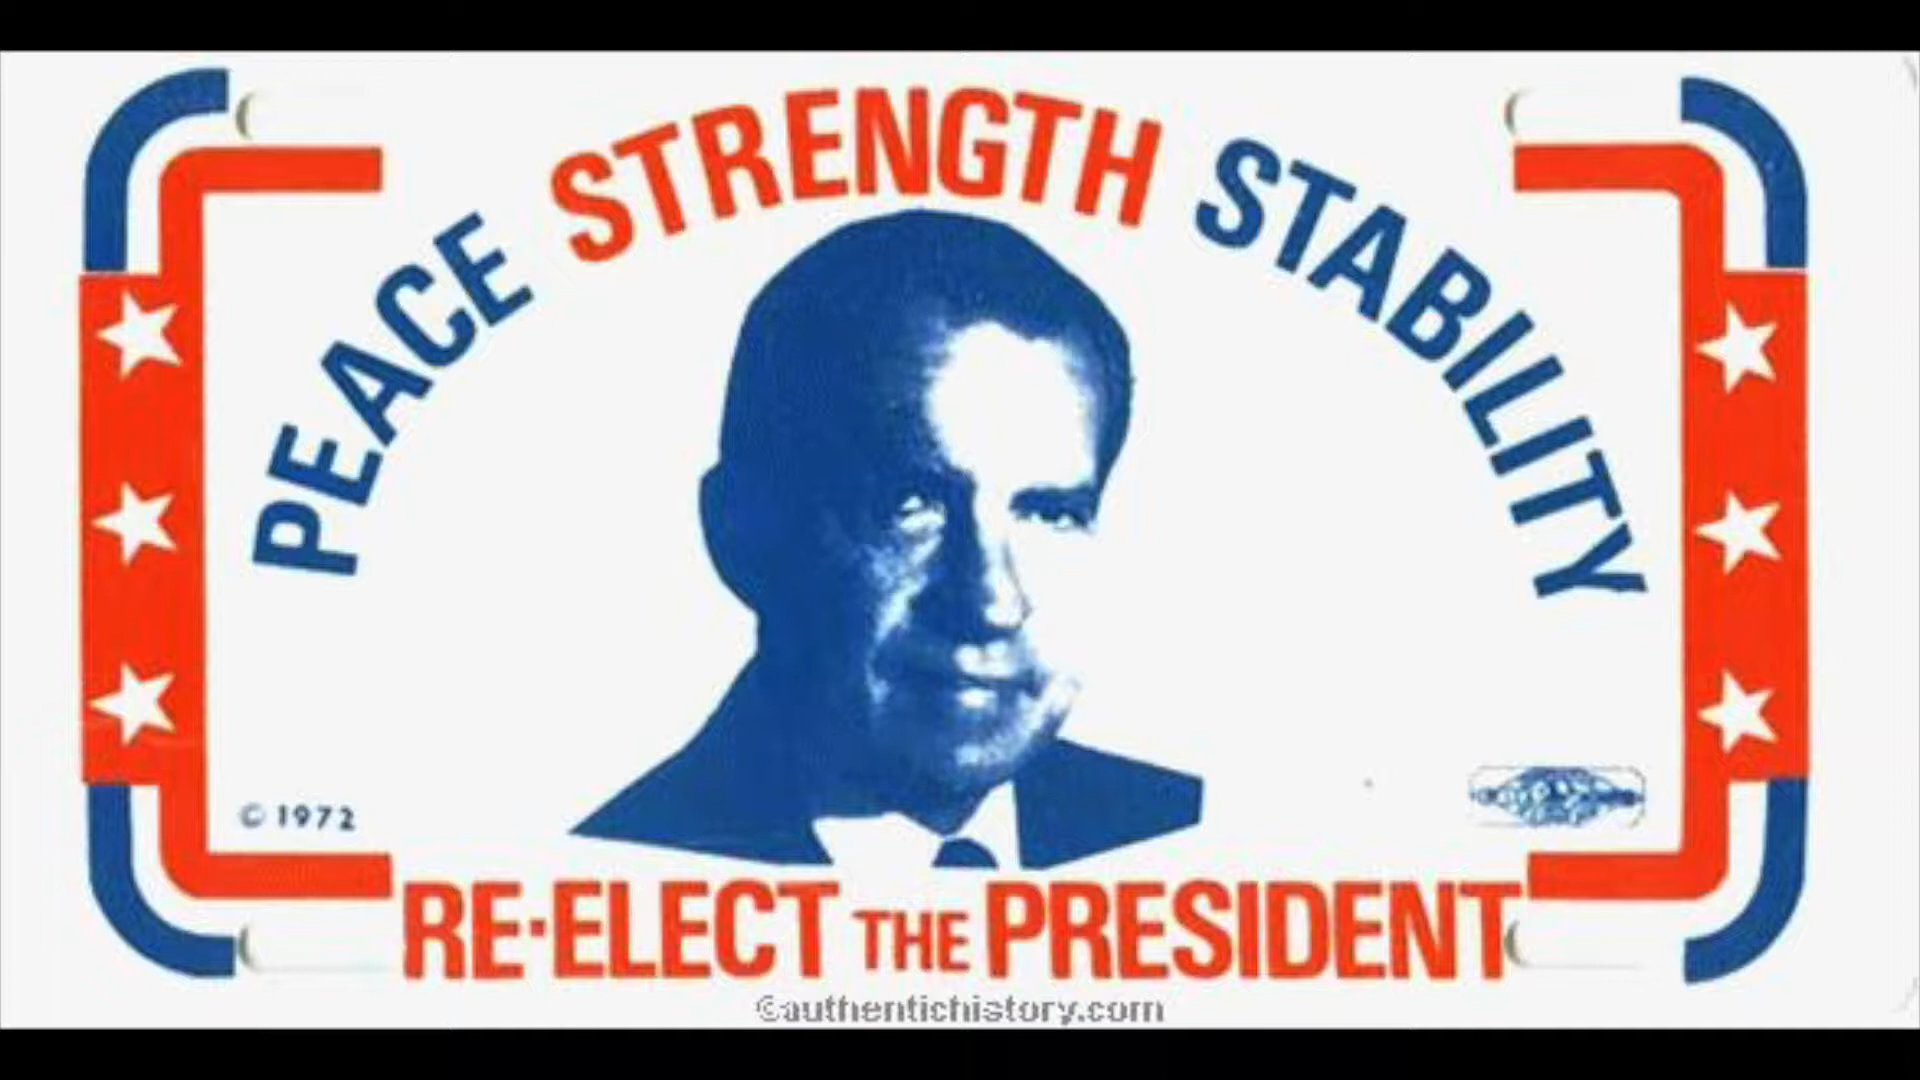 PEACE STRENGTH STABILITY
© 1972
RE·ELECT THE PRESIDENT
©authentichistory.com